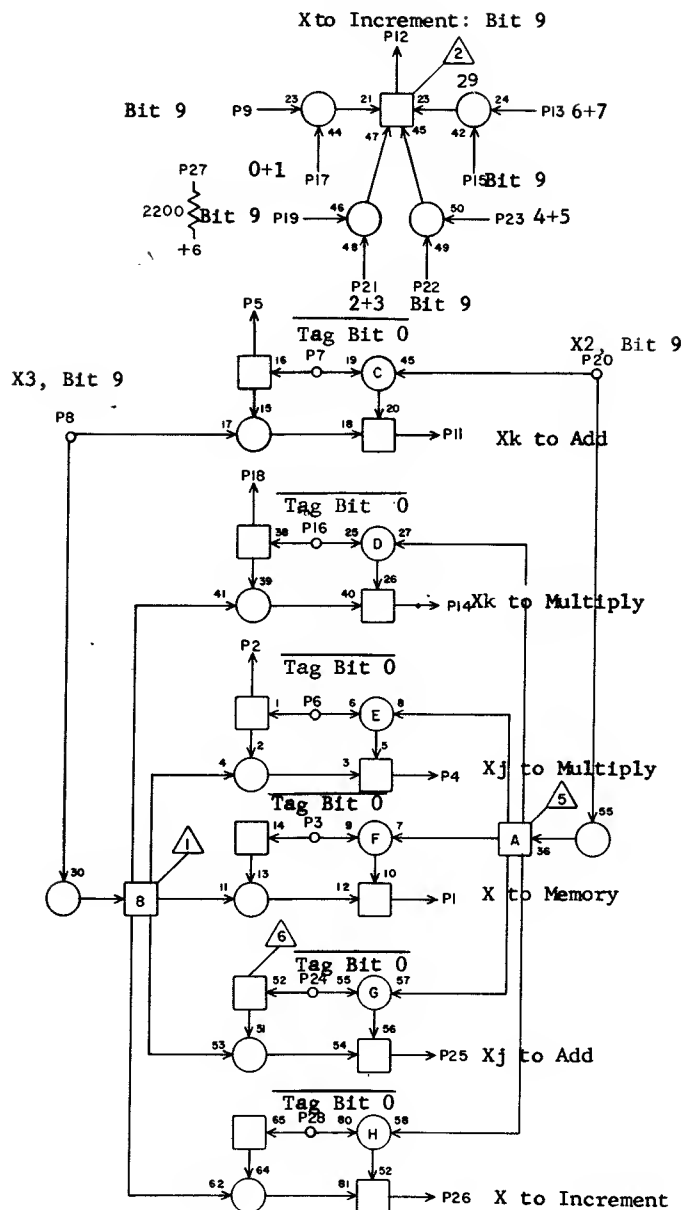 X to Increment: Bit 9
P12
2
29
Bit 9 P9 23 21 23 24 P13 6+7
44 47 45 42
0+1 P17 P15 Bit 9
P27
2200 Bit 9 P19 46 50 P23 4+5
+6
48 49
P21 P22
2+3 Bit 9
P5 Tag Bit 0 X2, Bit 9
X3, Bit 9 16 P7 19 C 45 P20
P8 15 20
17 18 P11 Xk to Add
P18 Tag Bit 0
38 P16 25 D 27
39 26
41 40 P14 Xk to Multiply
P2 Tag Bit 0
1 P6 6 E 8
2 5
4 3 P4 Xj to Multiply
Tag Bit 0
14 P3 9 F 7 A 5 36 55
1 13 10
30 8 11 12 P1 X to Memory
6 Tag Bit 0
52 P24 55 G 57
51 56
53 54 P25 Xj to Add
Tag Bit 0
65 P28 80 H 58
64 52
62 81 P26 X to Increment